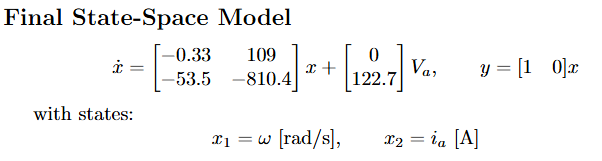 Final State-Space Model
ẋ = [−0.33 109
−53.5 −810.4] x + [0
122.7] Vₐ, y = [1 0]x
with states:
x₁ = ω [rad/s], x₂ = iₐ [A]